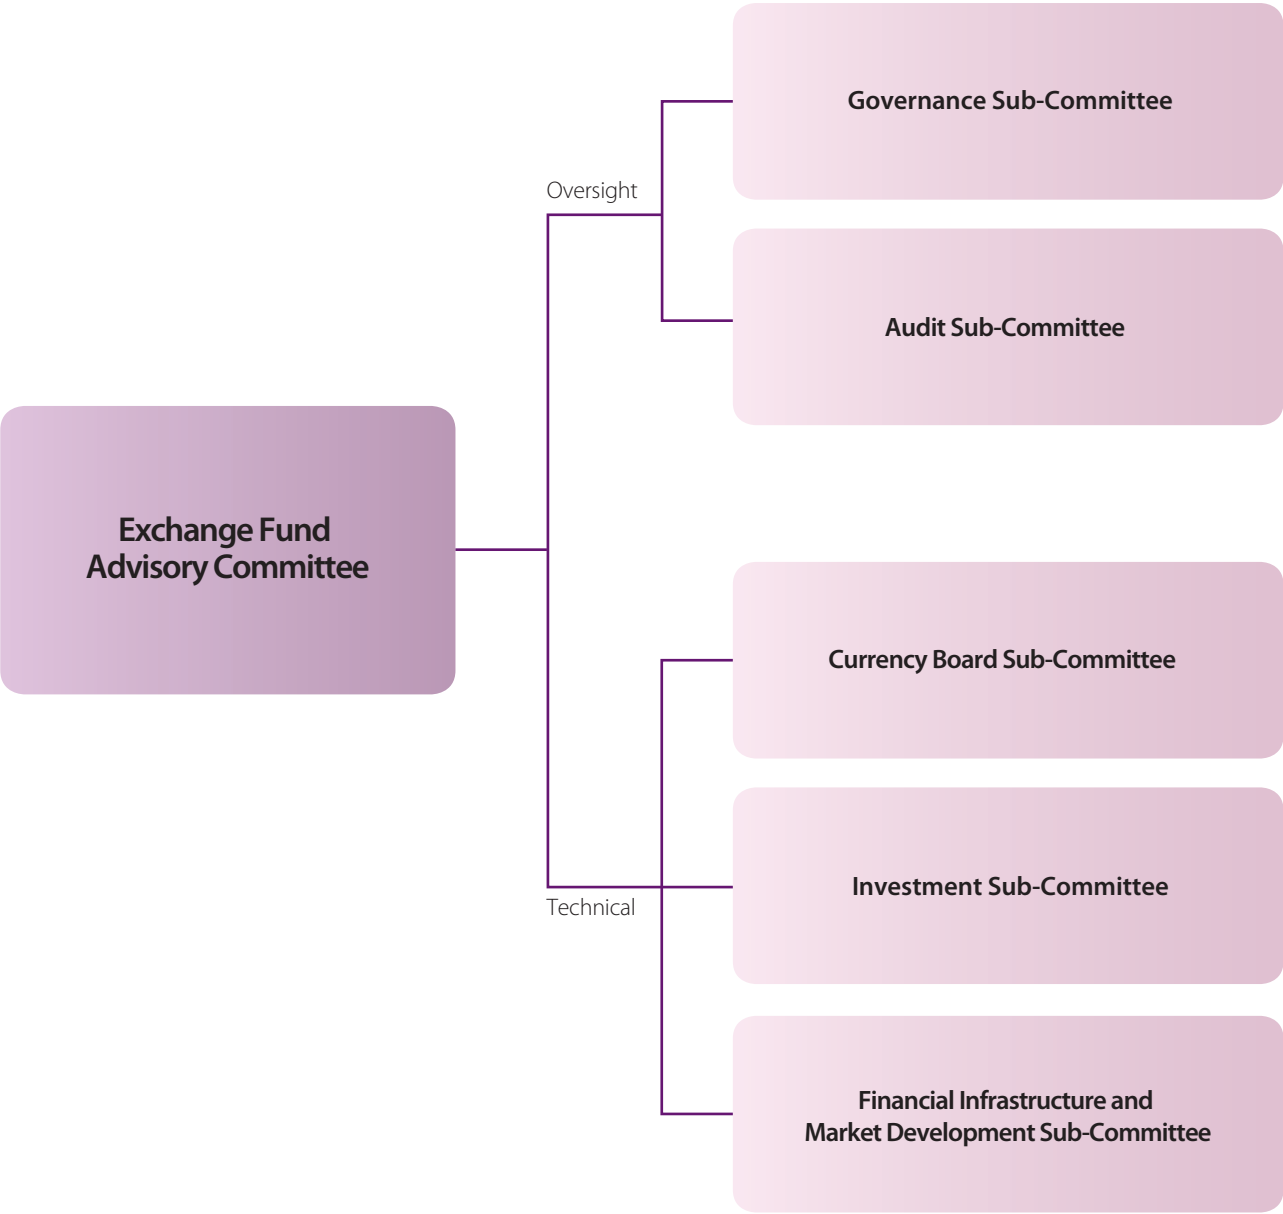 Governance Sub-Committee
Oversight
Audit Sub-Committee
Exchange Fund
Advisory Committee
Currency Board Sub-Committee
Investment Sub-Committee
Technical
Financial Infrastructure and
Market Development Sub-Committee